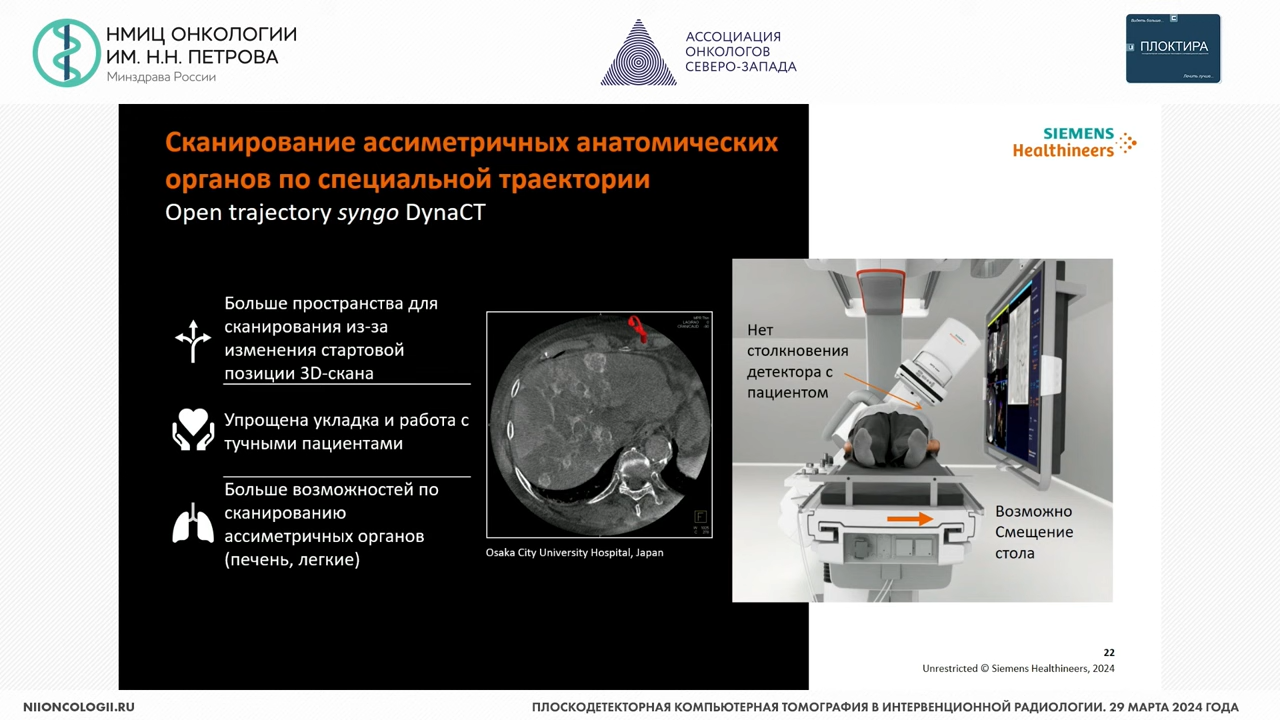 НМИЦ ОНКОЛОГИИ
ИМ. Н.Н. ПЕТРОВА
Минздрава России
АССОЦИАЦИЯ
ОНКОЛОГОВ
СЕВЕРО-ЗАПАДА
Видеть больше...
ПЛОКТИРА
Лечить лучше...
Сканирование ассиметричных анатомических
органов по специальной траектории
Open trajectory syngo DynaCT
SIEMENS
Healthineers
Больше пространства для
сканирования из-за
изменения стартовой
позиции 3D-скана
Упрощена укладка и работа с
тучными пациентами
Больше возможностей по
сканированию
ассиметричных органов
(печень, легкие)
F
Osaka City University Hospital, Japan
Нет
столкновения
детектора с
пациентом
Возможно
Смещение
стола
22
Unrestricted © Siemens Healthineers, 2024
NIIONCOLOGII.RU
ПЛОСКОДЕТЕКТОРНАЯ КОМПЬЮТЕРНАЯ ТОМОГРАФИЯ В ИНТЕРВЕНЦИОННОЙ РАДИОЛОГИИ. 29 МАРТА 2024 ГОДА